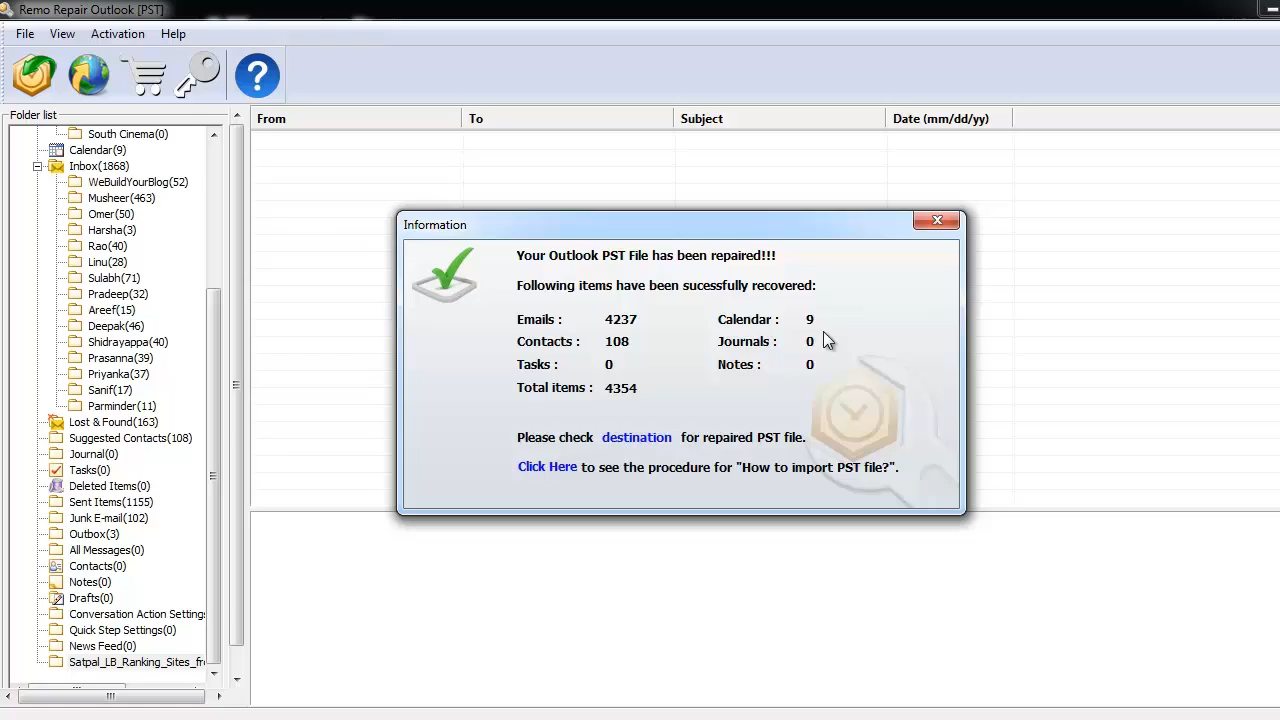 Remo Repair Outlook [PST]
File View Activation Help
Folder list
South Cinema(0)
Calendar(9)
Inbox(1868)
WeBuildYourBlog(52)
Musheer(463)
Omer(50)
Harsha(3)
Rao(40)
Linu(28)
Sulabh(71)
Pradeep(32)
Areef(15)
Deepak(46)
Shidrayappa(40)
Prasanna(39)
Priyanka(37)
Sanif(17)
Parminder(11)
Lost & Found(163)
Suggested Contacts(108)
Journal(0)
Tasks(0)
Deleted Items(0)
Sent Items(1155)
Junk E-mail(102)
Outbox(3)
All Messages(0)
Contacts(0)
Notes(0)
Drafts(0)
Conversation Action Settings
Quick Step Settings(0)
News Feed(0)
Satpal_LB_Ranking_Sites_fr
From To Subject Date (mm/dd/yy)
Information
Your Outlook PST File has been repaired!!!
Following items have been sucessfully recovered:
Emails : 4237 Calendar : 9
Contacts : 108 Journals : 0
Tasks : 0 Notes : 0
Total items : 4354
Please check destination for repaired PST file.
Click Here to see the procedure for "How to import PST file?".